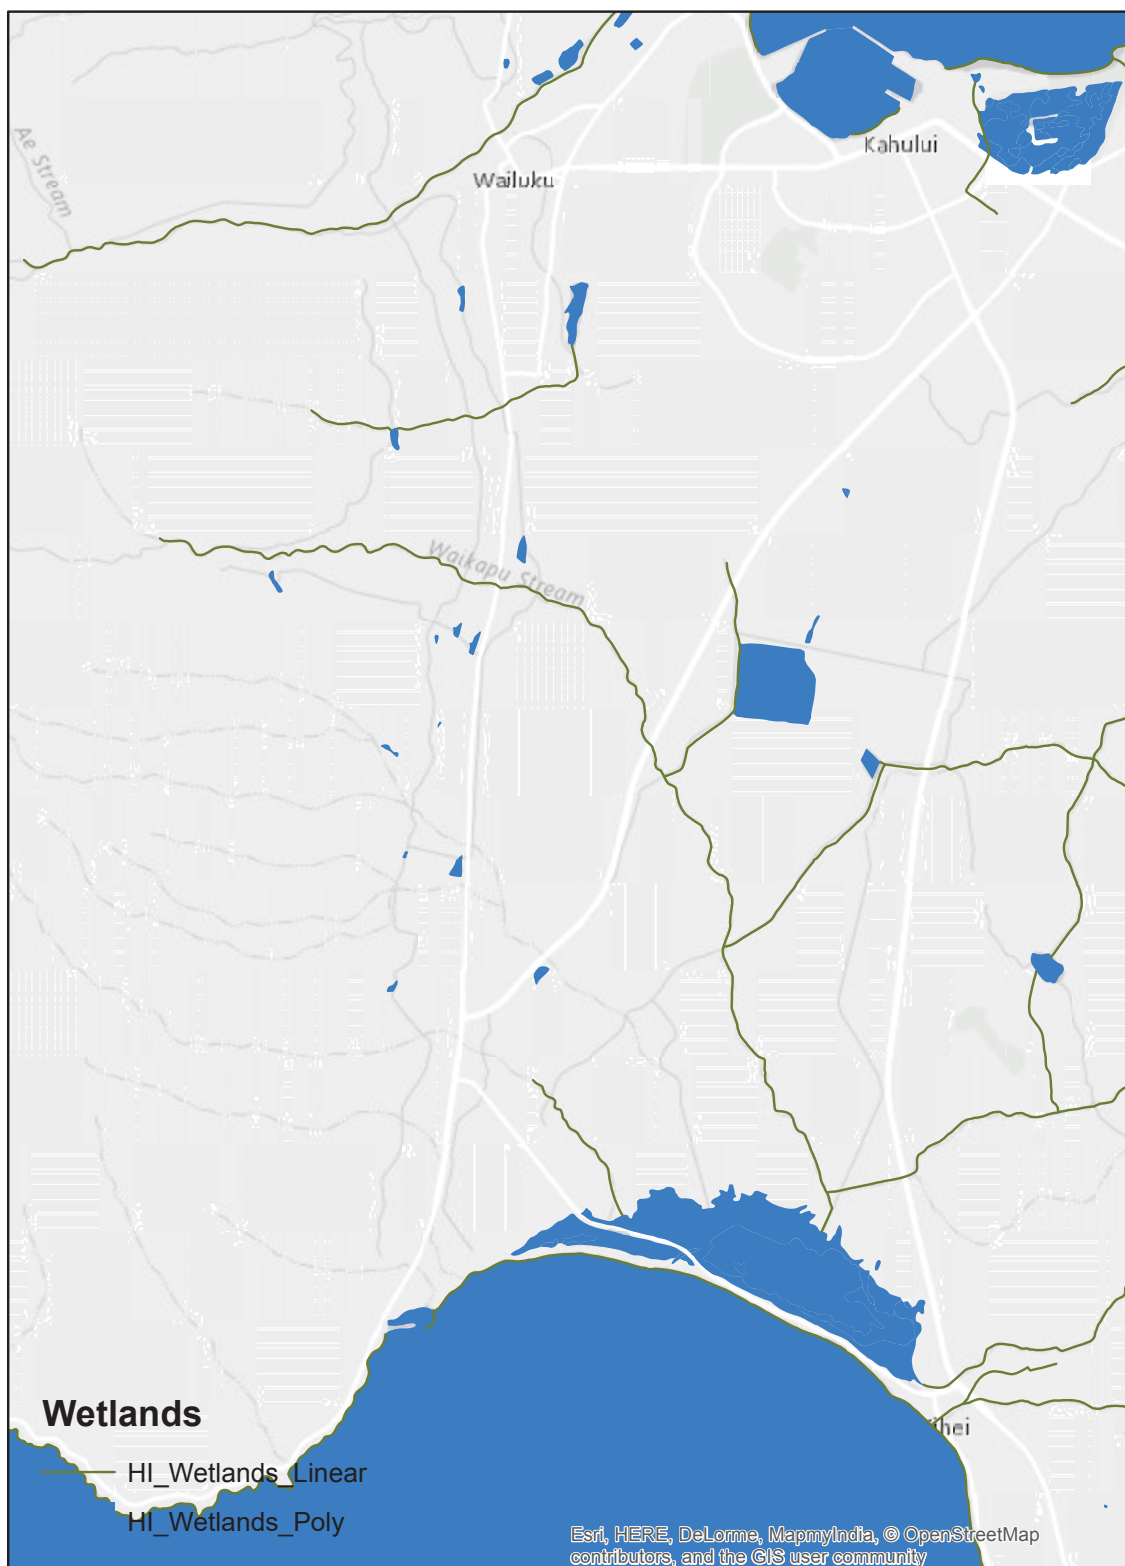 Kahului
Ae Stream
Wailuku
Waikapu Stream
Wetlands
HI_Wetlands_Linear
HI_Wetlands_Poly
Esri, HERE, DeLorme, MapmyIndia, © OpenStreetMap
contributors, and the GIS user community